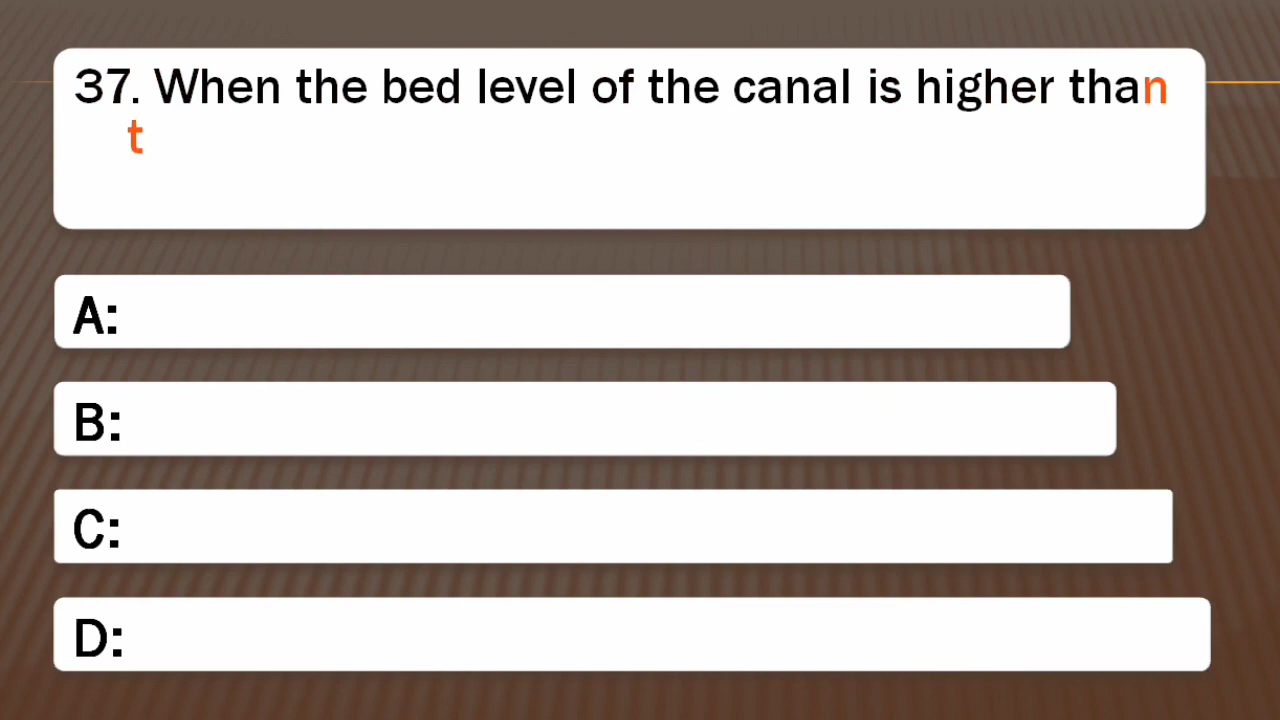 37. When the bed level of the canal is higher than
t
A:
B:
C:
D: